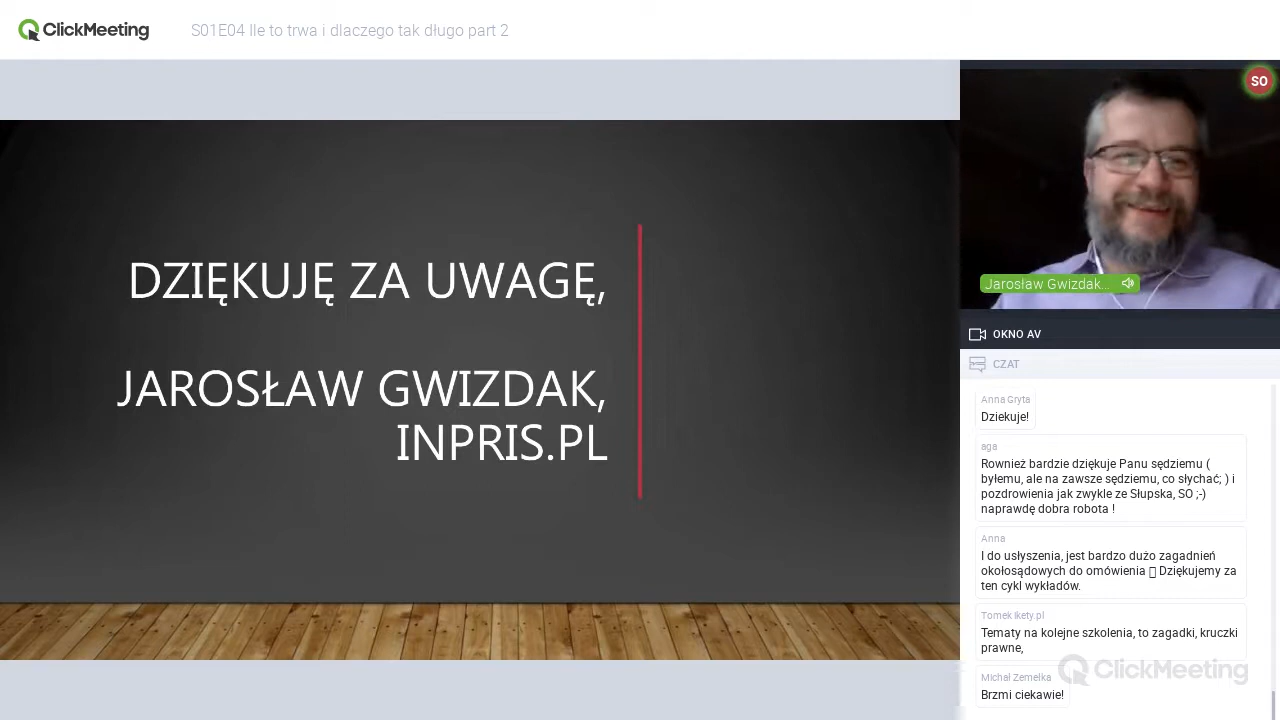 ClickMeeting
S01E04 Ile to trwa i dlaczego tak długo part 2
SO
DZIĘKUJĘ ZA UWAGĘ,
JAROSŁAW GWIZDAK,
INPRIS.PL
Jarosław Gwizdak...
OKNO AV
CZAT
Anna Gryta
Dziekuje!
aga
Rownież bardzie dziękuje Panu sędziemu (
byłemu, ale na zawsze sędziemu, co słychać; ) i
pozdrowienia jak zwykle ze Słupska, SO ;-)
naprawdę dobra robota !
Anna
I do usłyszenia, jest bardzo dużo zagadnień
okołosądowych do omówienia Dziękujemy za
ten cykl wykładów.
Tomek Ikety.pl
Tematy na kolejne szkolenia, to zagadki, kruczki
prawne,
ClickMeeting
Michał Zemełka
Brzmi ciekawie!